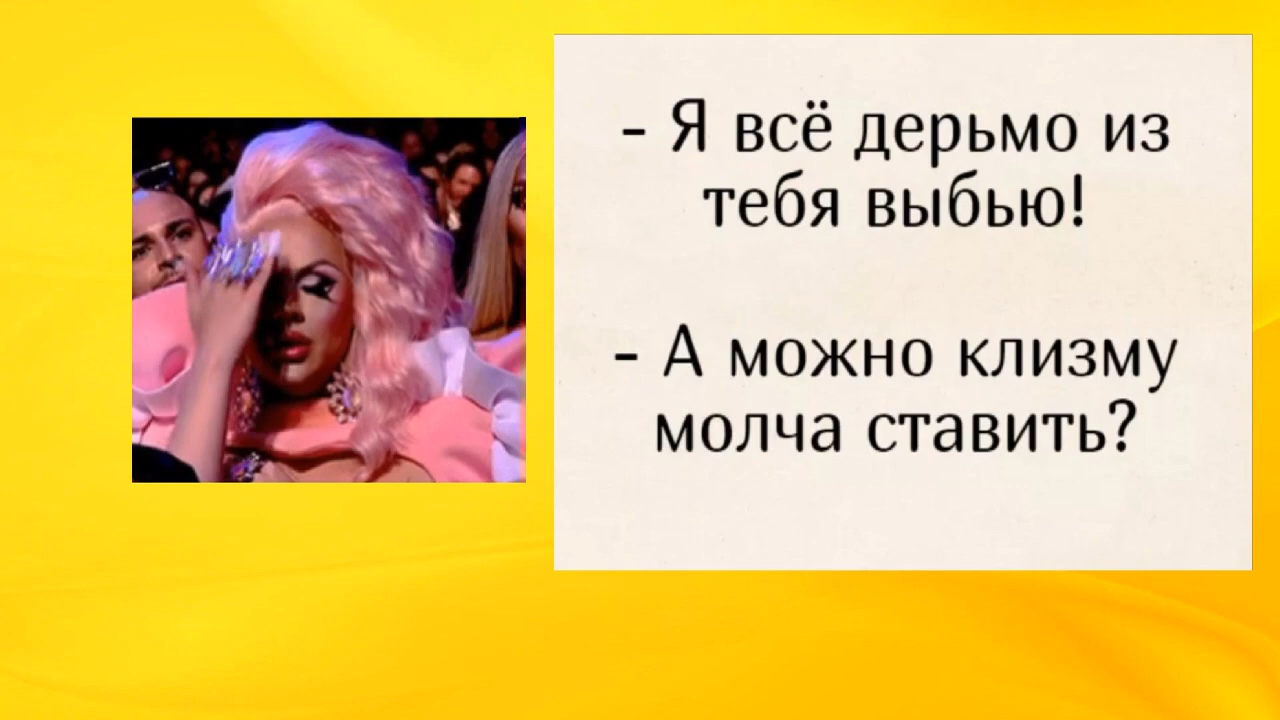 - Я всё дерьмо из
тебя выбью!
- А можно клизму
молча ставить?